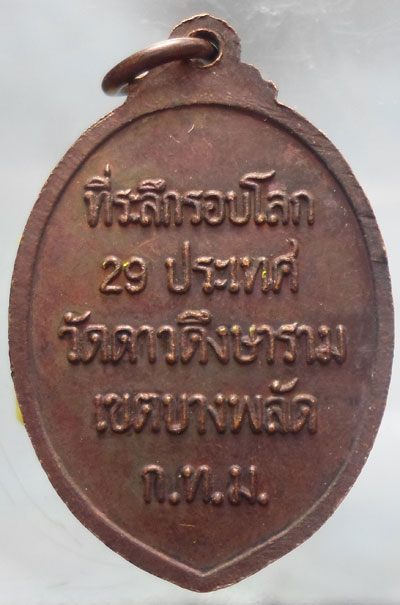 ที่ระลึกรอบโลก
29 ประเทศ
วัดดาวดึงษาราม
เขตบางพลัด
ก.ท.ม.